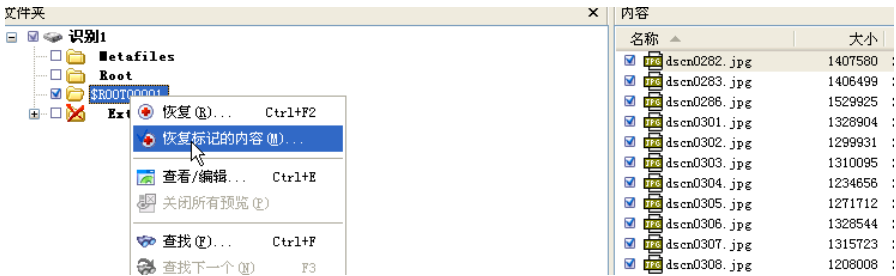 文件夹
识别1
Metafiles
Root
$ROOT00001
Ext
恢复(R)... Ctrl+F2
恢复标记的内容(M)...
查看/编辑... Ctrl+E
关闭所有预览(P)
查找(F)... Ctrl+F
查找下一个(N) F3
内容
名称 大小
dscn0282.jpg 1407580
dscn0283.jpg 1406499
dscn0286.jpg 1529925
dscn0301.jpg 1328904
dscn0302.jpg 1299931
dscn0303.jpg 1310095
dscn0304.jpg 1234656
dscn0305.jpg 1271712
dscn0306.jpg 1328544
dscn0307.jpg 1315723
dscn0308.jpg 1208008